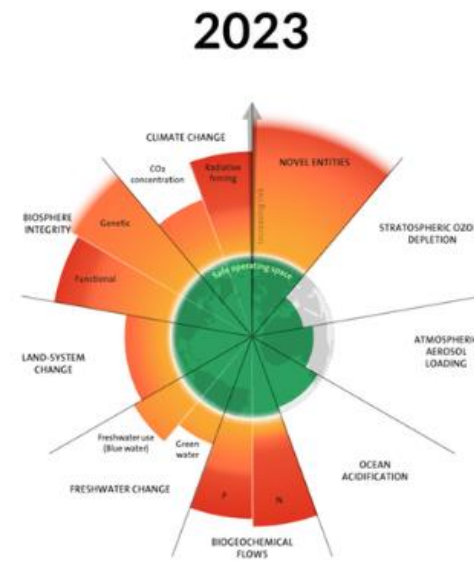 2023
CLIMATE CHANGE
CO₂
concentration
Radiative
forcing
NOVEL ENTITIES
BIOSPHERE
INTEGRITY
Genetic
Functional
STRATOSPHERIC OZO
DEPLETION
Safe operating space
LAND-SYSTEM
CHANGE
ATMOSPHERIC
AEROSOL
LOADING
Freshwater use
(Blue water)
Green
water
FRESHWATER CHANGE
P
N
OCEAN
ACIDIFICATION
BIOGEOCHEMICAL
FLOWS